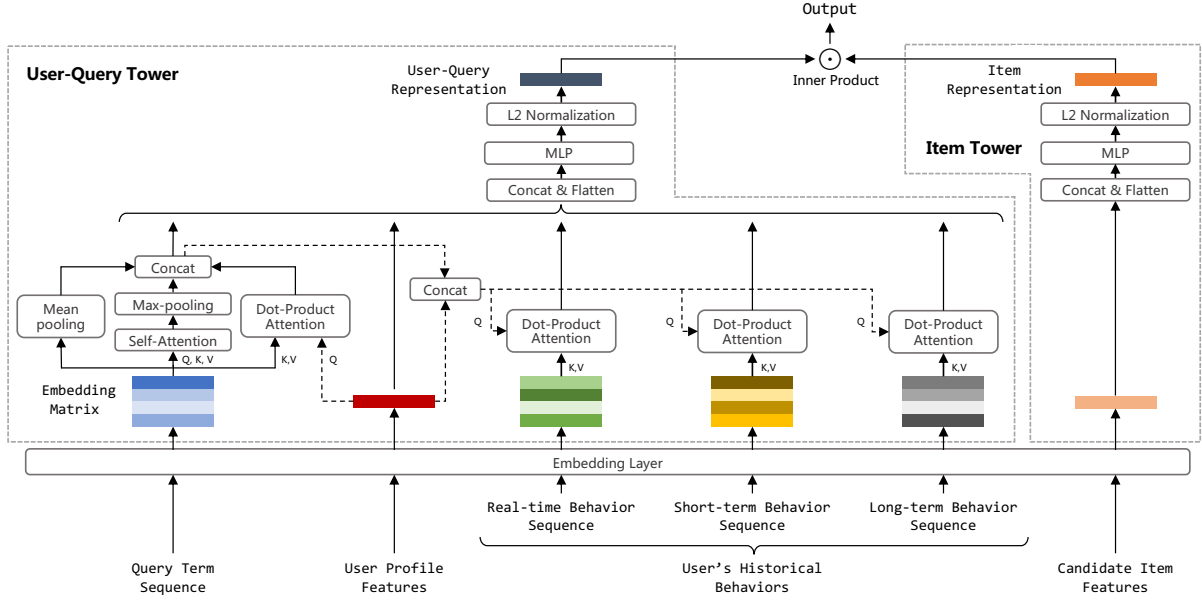 Output
User-Query Tower
User-Query
Representation
Inner Product
Item
Representation
L2 Normalization
L2 Normalization
MLP
Item Tower
MLP
Concat & Flatten
Concat & Flatten
Concat
Concat
Mean
pooling
Max-pooling
Dot-Product
Attention
Self-Attention
Q, K, V
K,V
Q
Q
Dot-Product
Attention
K,V
Q
Dot-Product
Attention
K,V
Q
Dot-Product
Attention
K,V
Embedding
Matrix
Embedding Layer
Real-time Behavior
Sequence
Short-term Behavior
Sequence
Long-term Behavior
Sequence
Query Term
Sequence
User Profile
Features
User's Historical
Behaviors
Candidate Item
Features